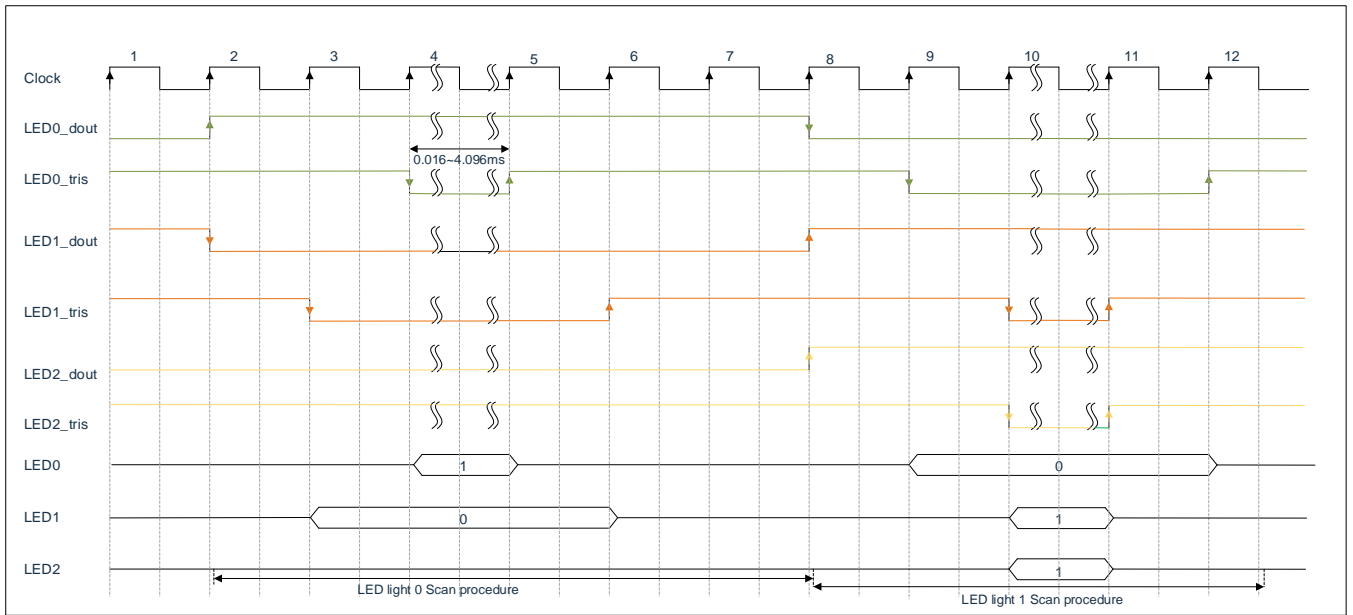 1 2 3 4 5 6 7 8 9 10 11 12
Clock
LED0_dout
0.016~4.096ms
LED0_tris
LED1_dout
LED1_tris
LED2_dout
LED2_tris
LED0 1 0
LED1 0 1
LED2 1
LED light 0 Scan procedure
LED light 1 Scan procedure